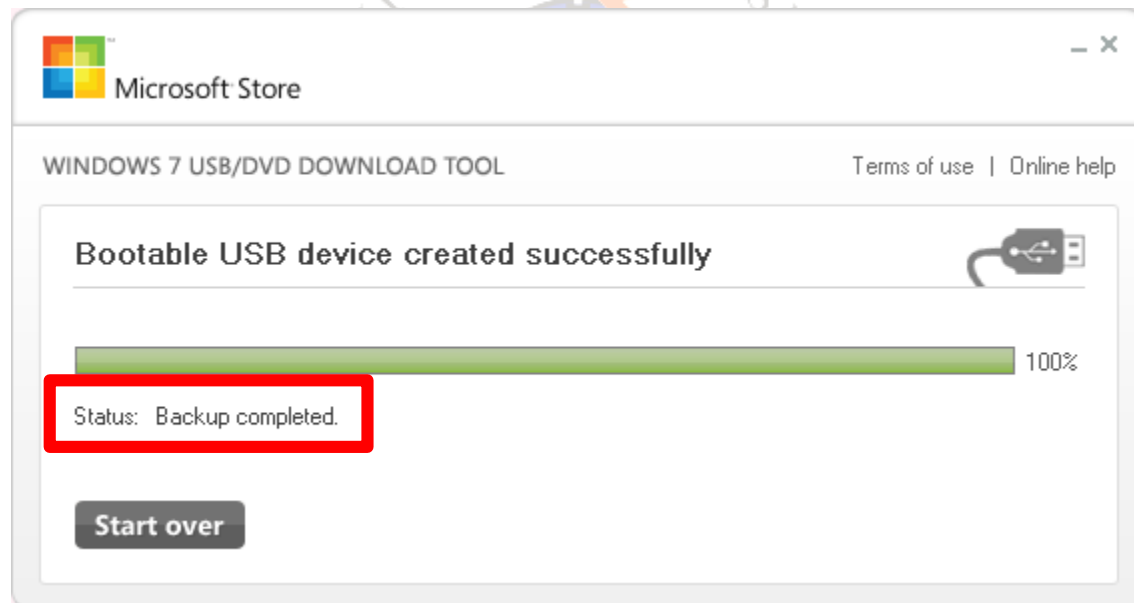 Microsoft Store
WINDOWS 7 USB/DVD DOWNLOAD TOOL
Terms of use | Online help
Bootable USB device created successfully
100%
Status: Backup completed.
Start over